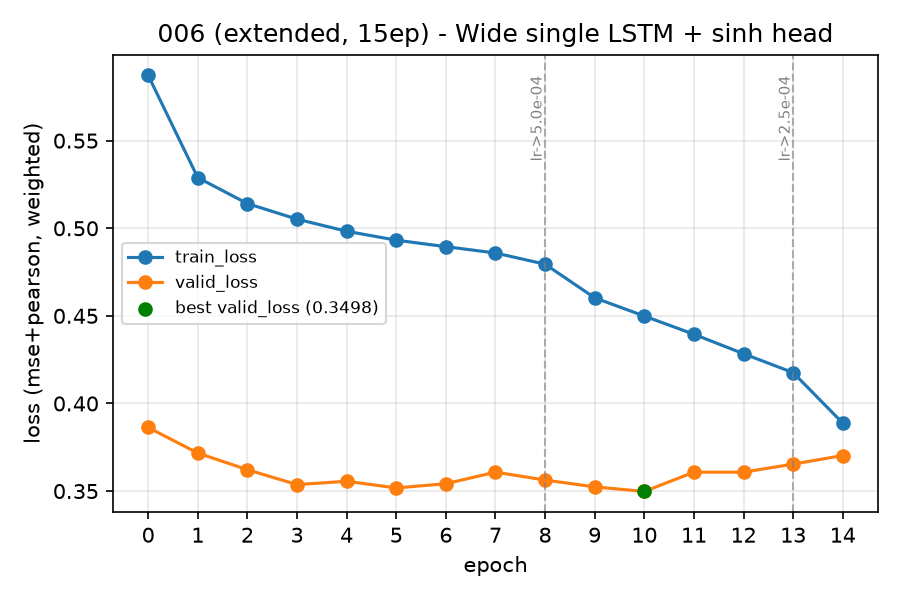 006 (extended, 15ep) - Wide single LSTM + sinh head
loss (mse+pearson, weighted)
0.55
0.50
0.45
0.40
0.35
lr->5.0e-04
lr->2.5e-04
train_loss
valid_loss
best valid_loss (0.3498)
0 1 2 3 4 5 6 7 8 9 10 11 12 13 14
epoch